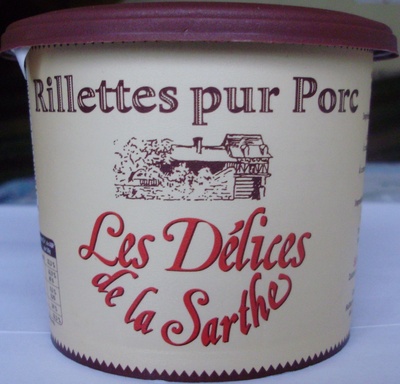 Rillettes pur Porc
Les Délices
de la Sarthe